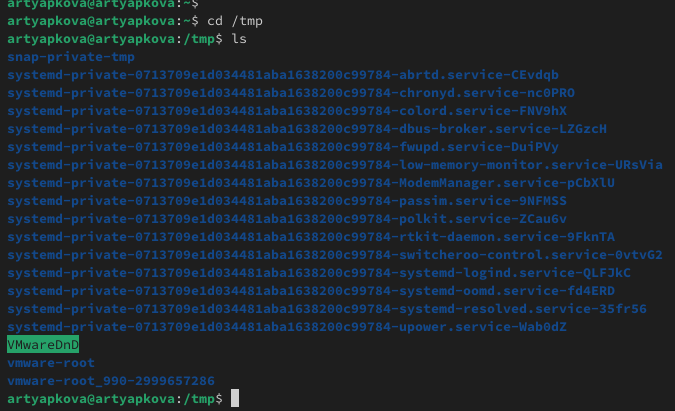 artyapkova@artyapkova:~$
artyapkova@artyapkova:~$ cd /tmp
artyapkova@artyapkova:/tmp$ ls
snap-private-tmp
systemd-private-0713709e1d034481aba1638200c99784-abrtd.service-CEvdqb
systemd-private-0713709e1d034481aba1638200c99784-chronyd.service-nc0PRO
systemd-private-0713709e1d034481aba1638200c99784-colord.service-FNV9hX
systemd-private-0713709e1d034481aba1638200c99784-dbus-broker.service-LZGzcH
systemd-private-0713709e1d034481aba1638200c99784-fwupd.service-DuiPVy
systemd-private-0713709e1d034481aba1638200c99784-low-memory-monitor.service-URsVia
systemd-private-0713709e1d034481aba1638200c99784-ModemManager.service-pCbXlU
systemd-private-0713709e1d034481aba1638200c99784-passim.service-9NFMSS
systemd-private-0713709e1d034481aba1638200c99784-polkit.service-ZCau6v
systemd-private-0713709e1d034481aba1638200c99784-rtkit-daemon.service-9FknTA
systemd-private-0713709e1d034481aba1638200c99784-switcheroo-control.service-0vtvG2
systemd-private-0713709e1d034481aba1638200c99784-systemd-logind.service-QLFJkC
systemd-private-0713709e1d034481aba1638200c99784-systemd-oomd.service-fd4ERD
systemd-private-0713709e1d034481aba1638200c99784-systemd-resolved.service-35fr56
systemd-private-0713709e1d034481aba1638200c99784-upower.service-Wab0dZ
VMwareDnD
vmware-root
vmware-root_990-2999657286
artyapkova@artyapkova:/tmp$